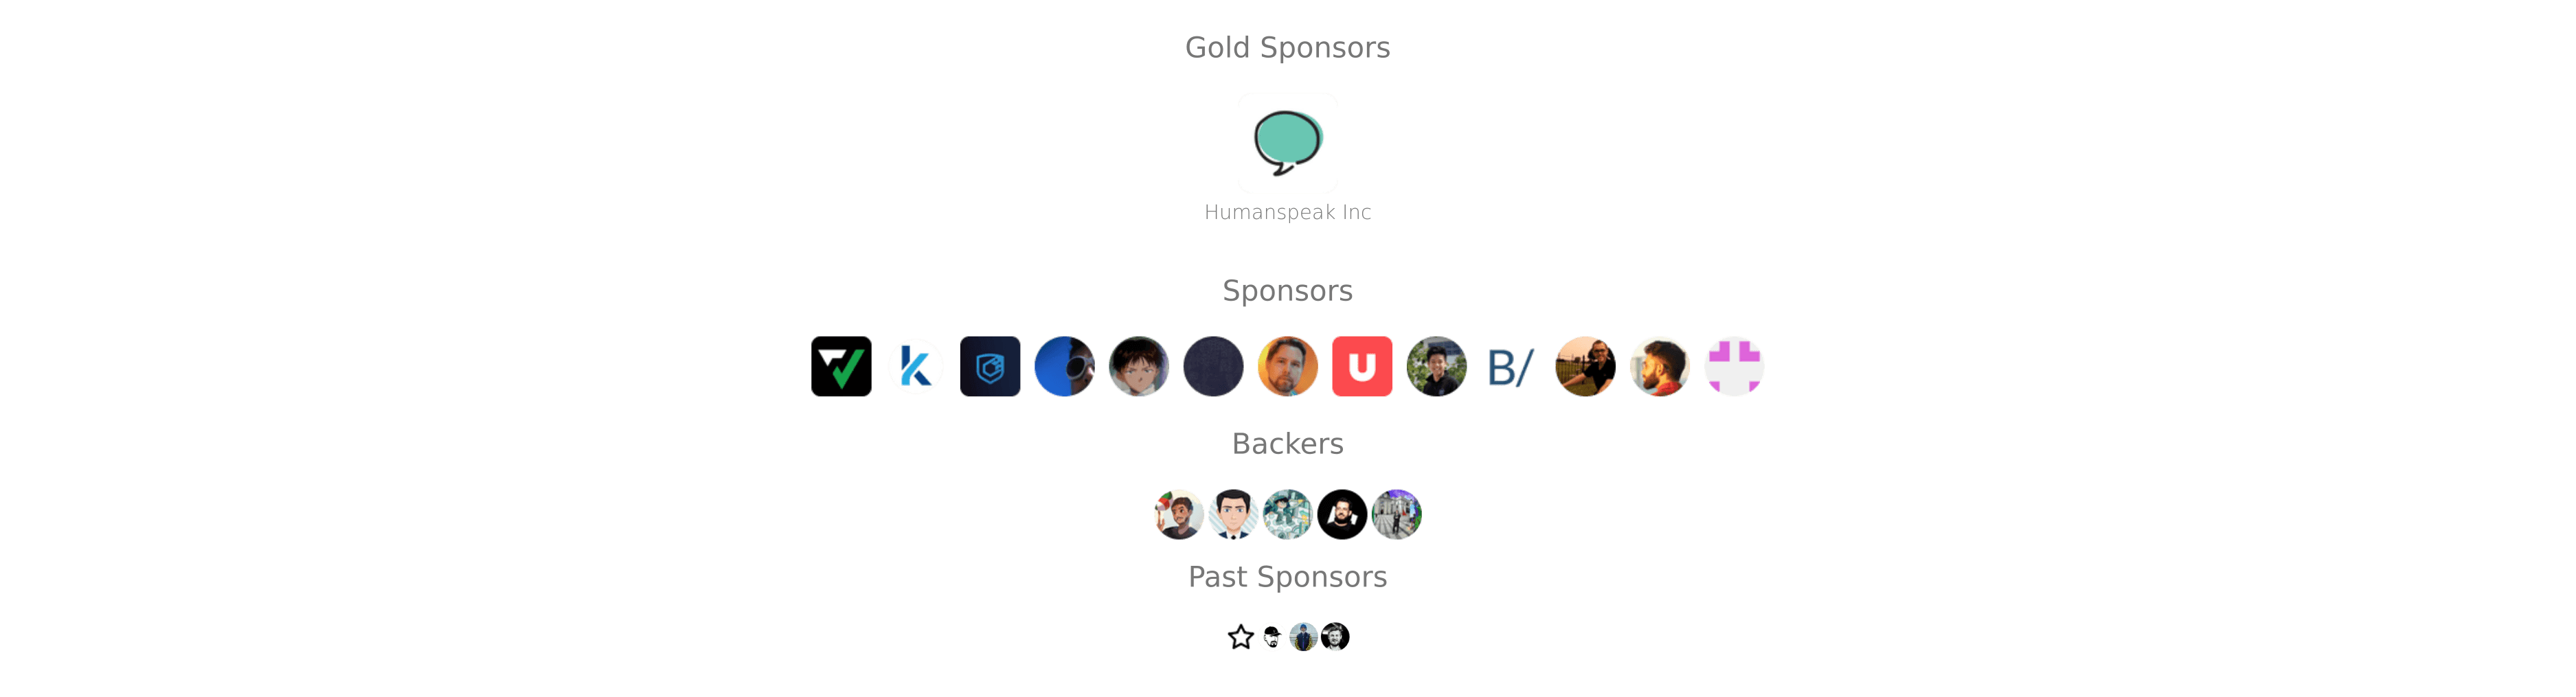 Gold Sponsors
Humanspeak Inc
Sponsors
U
B/
Backers
Past Sponsors